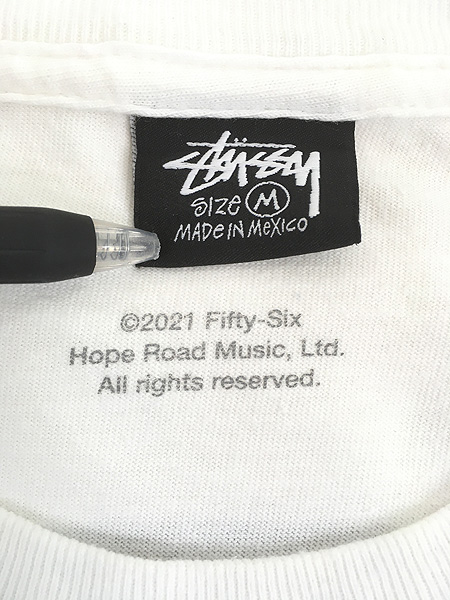 Stüssy
SIZE M
MADE IN MEXICO
©2021 Fifty-Six
Hope Road Music, Ltd.
All rights reserved.